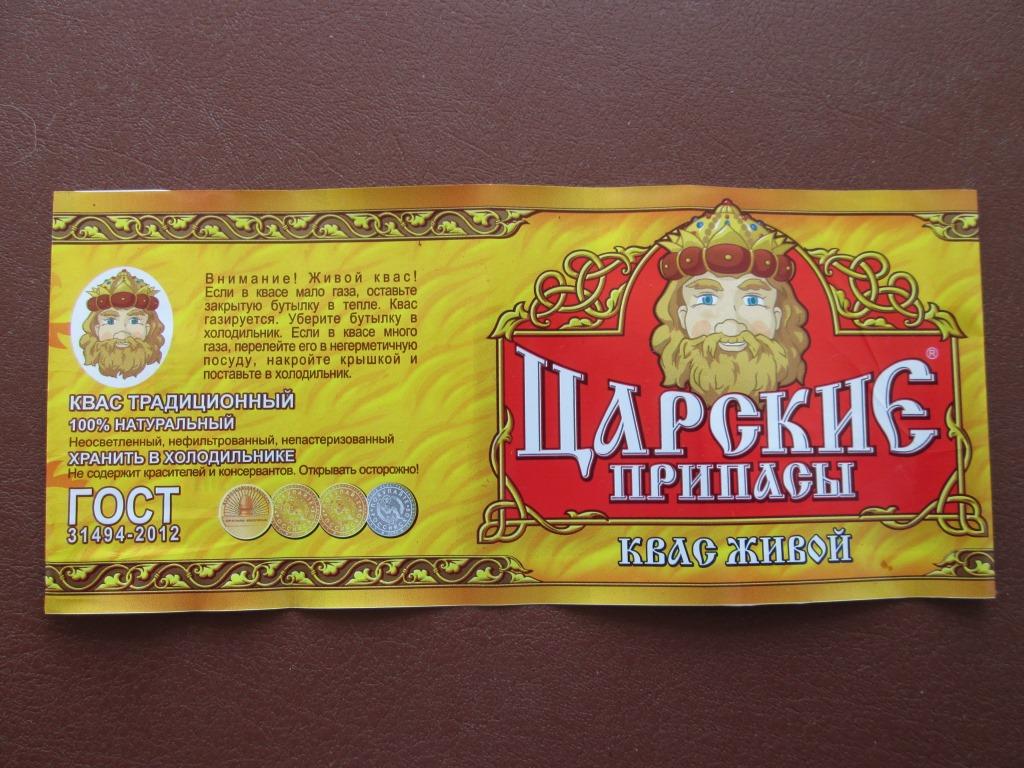 Внимание! Живой квас!
Если в квасе мало газа, оставьте
закрытую бутылку в тепле. Квас
газируется. Уберите бутылку в
холодильник. Если в квасе много
газа, перелейте его в негерметичную
посуду, накройте крышкой и
поставьте в холодильник.
КВАС ТРАДИЦИОННЫЙ
100% НАТУРАЛЬНЫЙ
Неосветленный, нефильтрованный, непастеризованный
ХРАНИТЬ В ХОЛОДИЛЬНИКЕ
Не содержит красителей и консервантов. Открывать осторожно!
ГОСТ
31494-2012
ЦАРСКИЕ®
ПРИПАСЫ
КВАС ЖИВОЙ